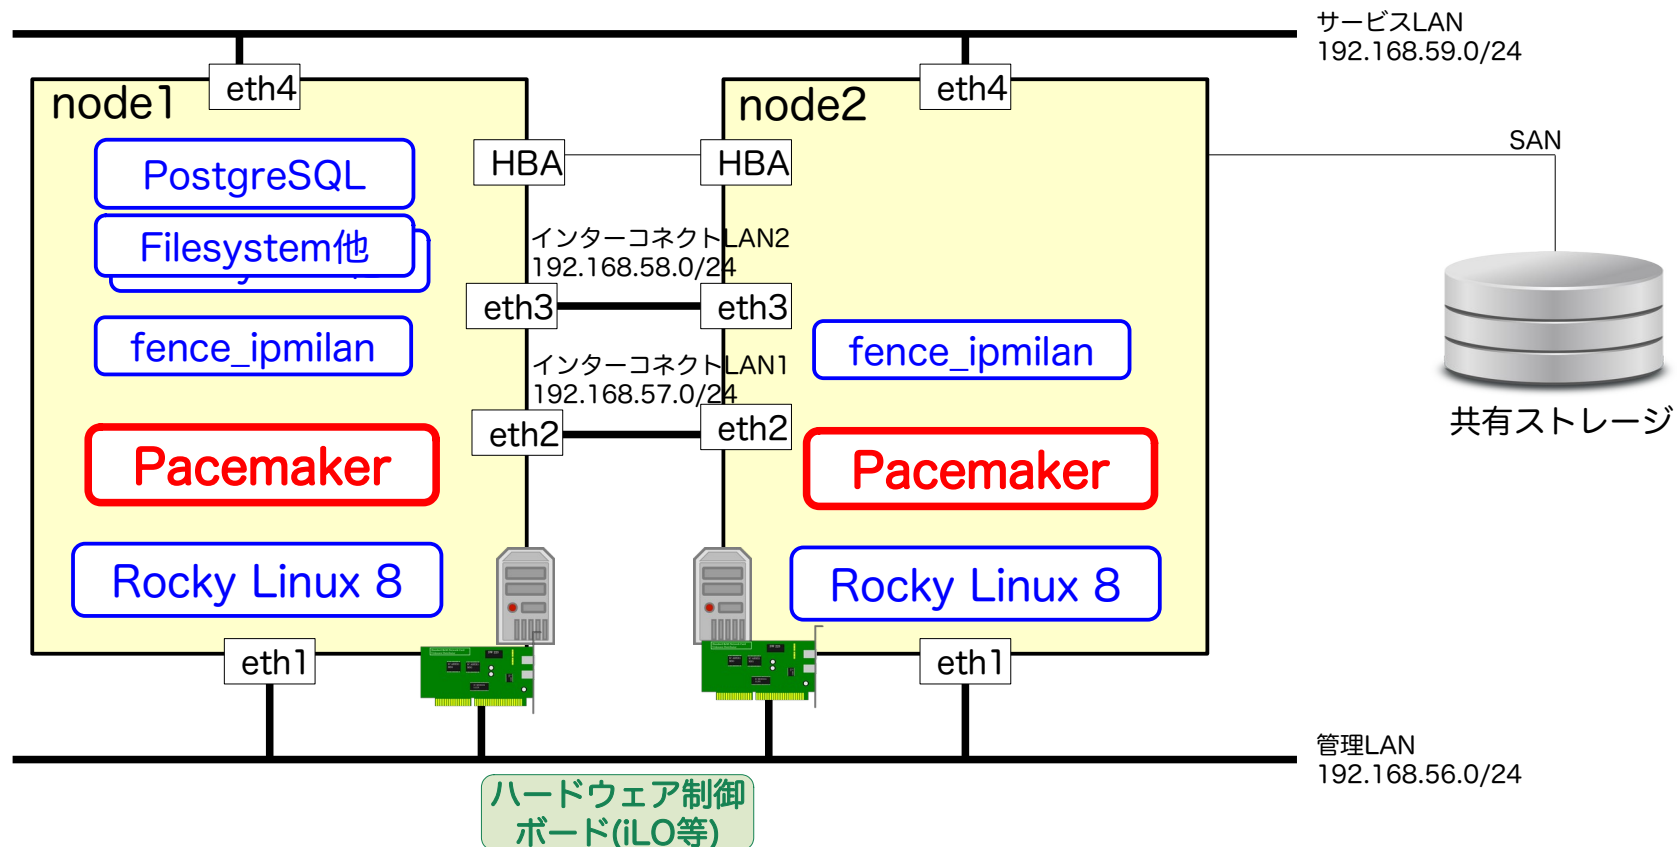 サービスLAN
192.168.59.0/24
eth4
eth4
node1
node2
PostgreSQL
HBA
HBA
SAN
Filesystem他
インターコネクトLAN2
192.168.58.0/24
eth3
eth3
fence_ipmilan
fence_ipmilan
インターコネクトLAN1
192.168.57.0/24
eth2
eth2
共有ストレージ
Pacemaker
Pacemaker
Rocky Linux 8
Rocky Linux 8
eth1
eth1
管理LAN
192.168.56.0/24
ハードウェア制御
ボード(iLO等)